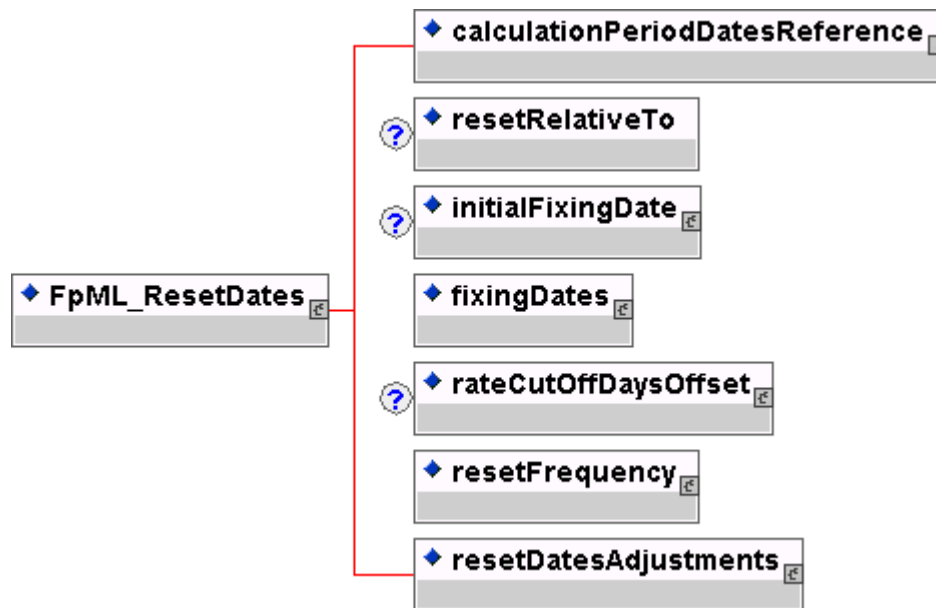 calculationPeriodDatesReference
? resetRelativeTo
? initialFixingDate
FpML_ResetDates
fixingDates
? rateCutOffDaysOffset
resetFrequency
resetDatesAdjustments